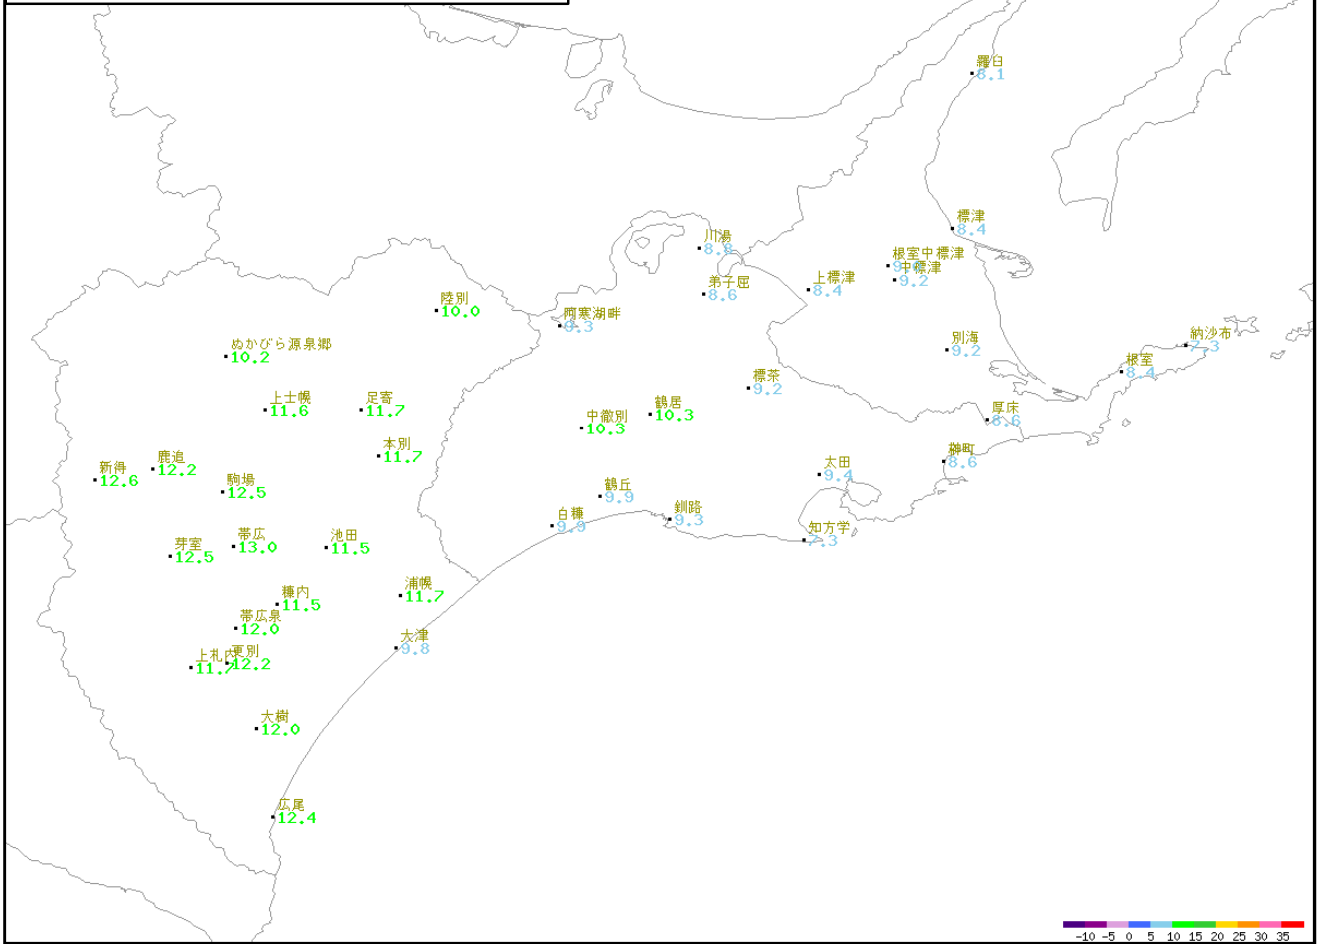 羅臼
8.1
標津
8.4
川湯
8.8
根室中標津
中標津
9.2
上標津
8.4
弟子屈
8.6
陸別
10.0
阿寒湖畔
9.3
納沙布
7.3
ぬかびら源泉郷
10.2
別海
9.2
根室
8.4
標茶
9.2
上士幌
11.6
足寄
11.7
鶴居
10.3
中徹別
10.3
厚床
8.6
本別
11.7
榊町
8.6
鹿追
12.2
新得
12.6
太田
9.4
駒場
12.5
鶴丘
9.9
白糠
9.9
釧路
9.3
知方学
7.3
帯広
13.0
池田
11.5
芽室
12.5
浦幌
11.7
糠内
11.5
帯広泉
12.0
大津
9.8
更別
12.2
上札内
11.7
大樹
12.0
広尾
12.4
-10 -5 0 5 10 15 20 25 30 35